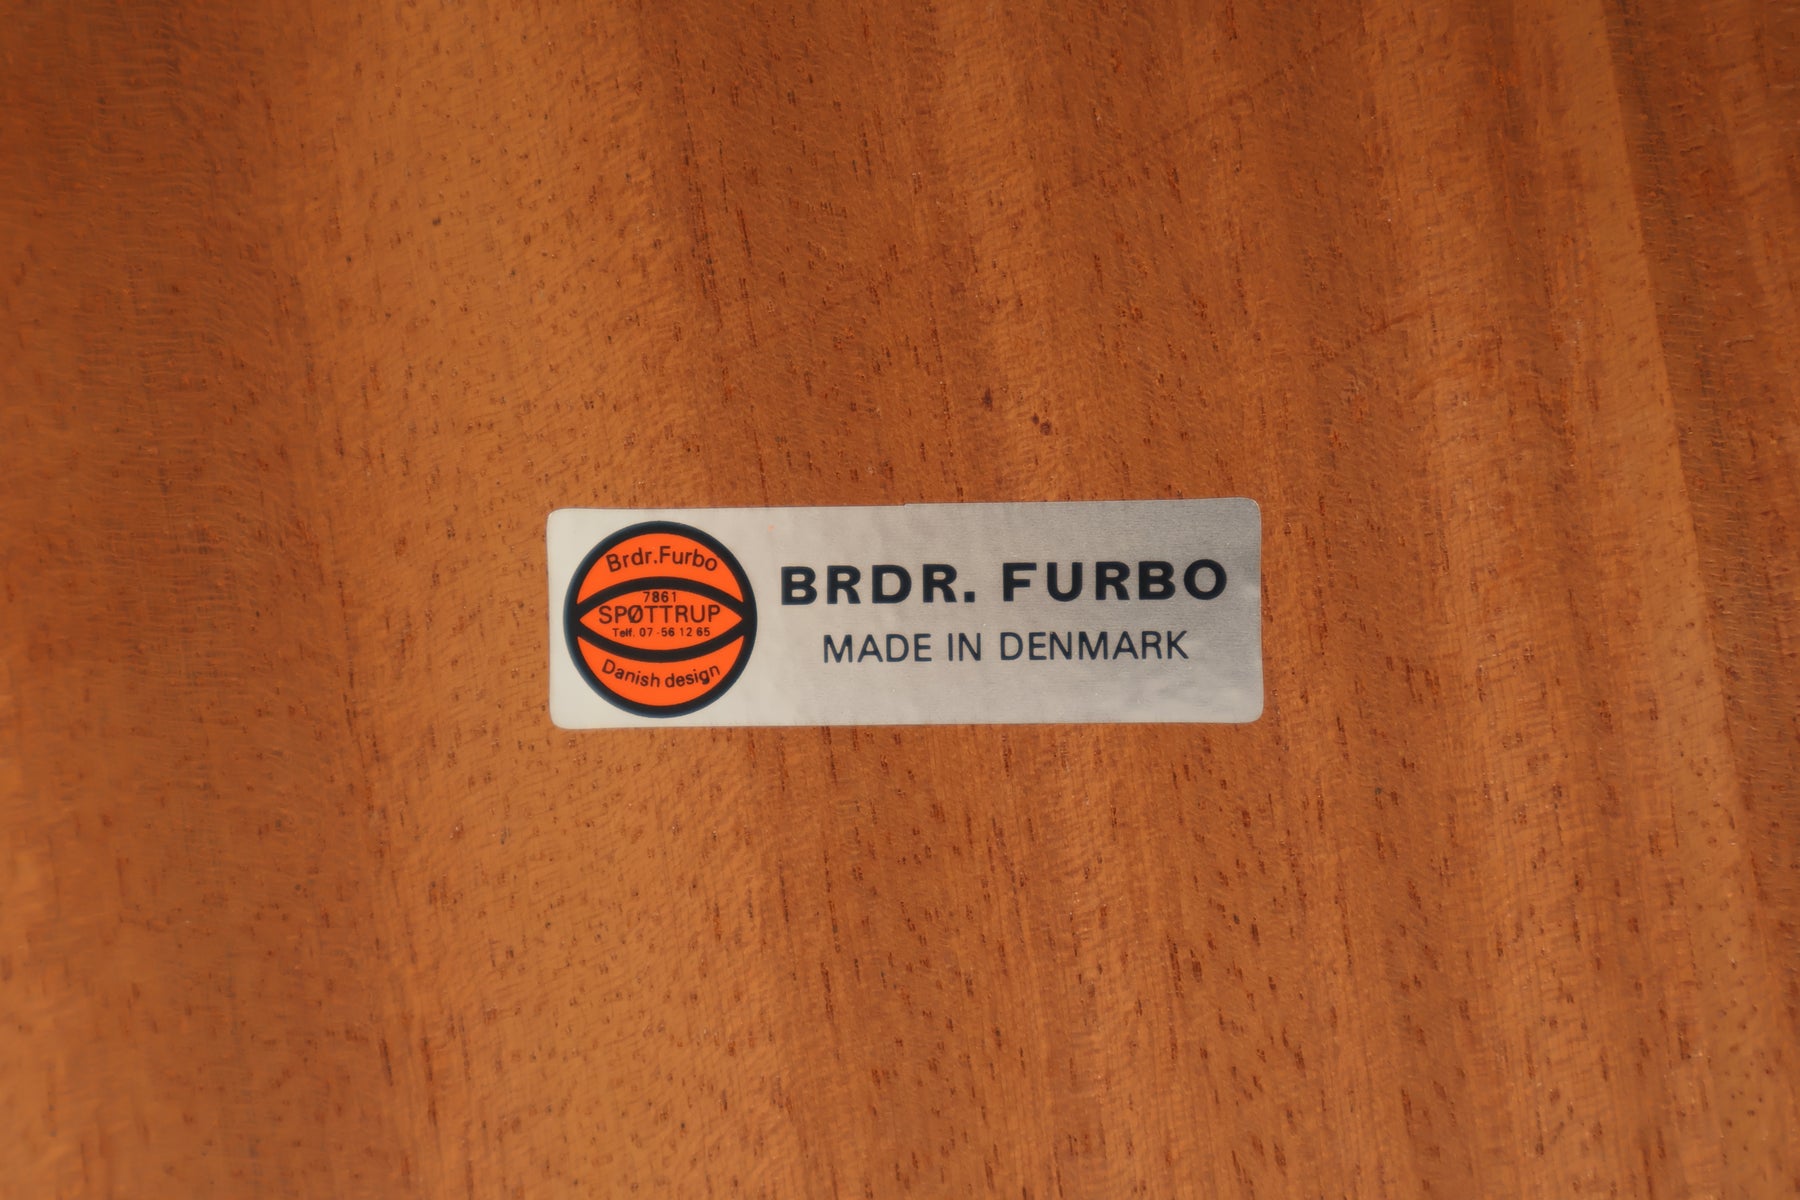 Brdr.Furbo
7861
SPØTTRUP
Telf. 07-56 12 65
Danish design
BRDR. FURBO
MADE IN DENMARK